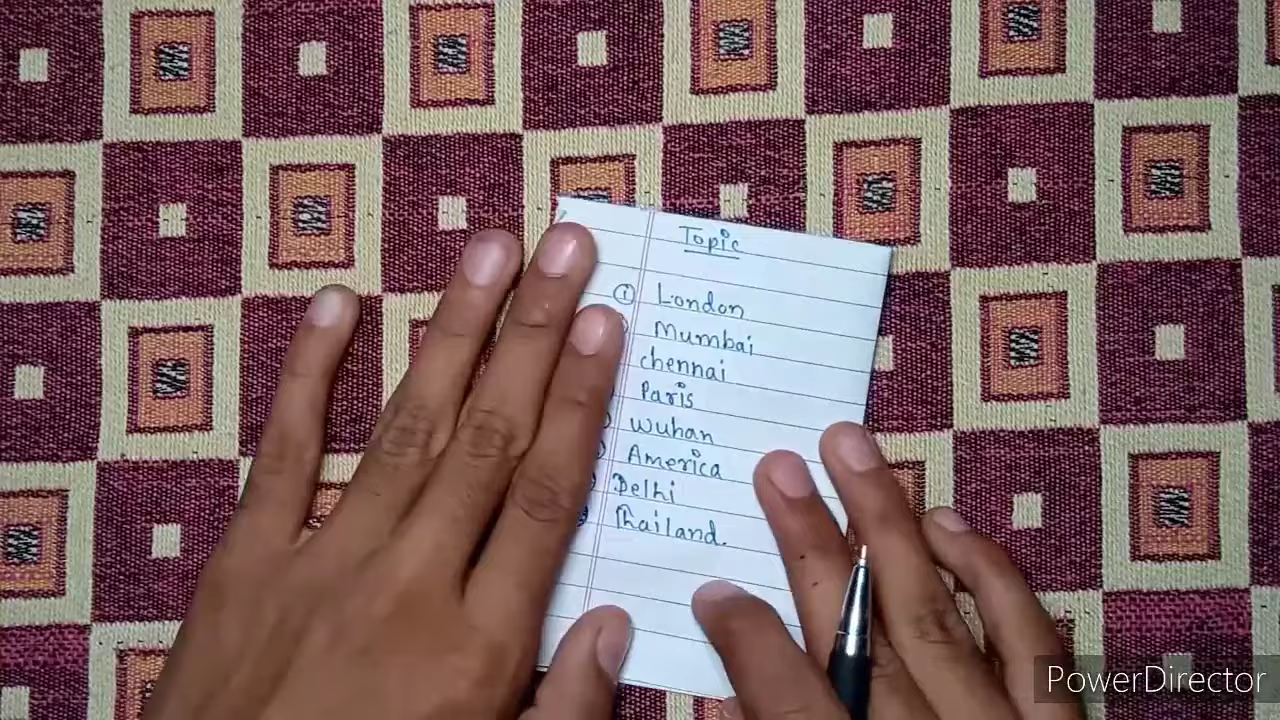 Topic
① London
Mumbai
chennai
Paris
wuhan
America
Delhi
Thailand.
PowerDirector